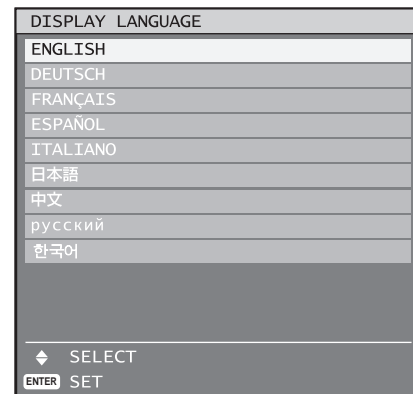 DISPLAY LANGUAGE
ENGLISH
DEUTSCH
FRANÇAIS
ESPAÑOL
ITALIANO
日本語
中文
русский
한국어
SELECT
ENTER SET